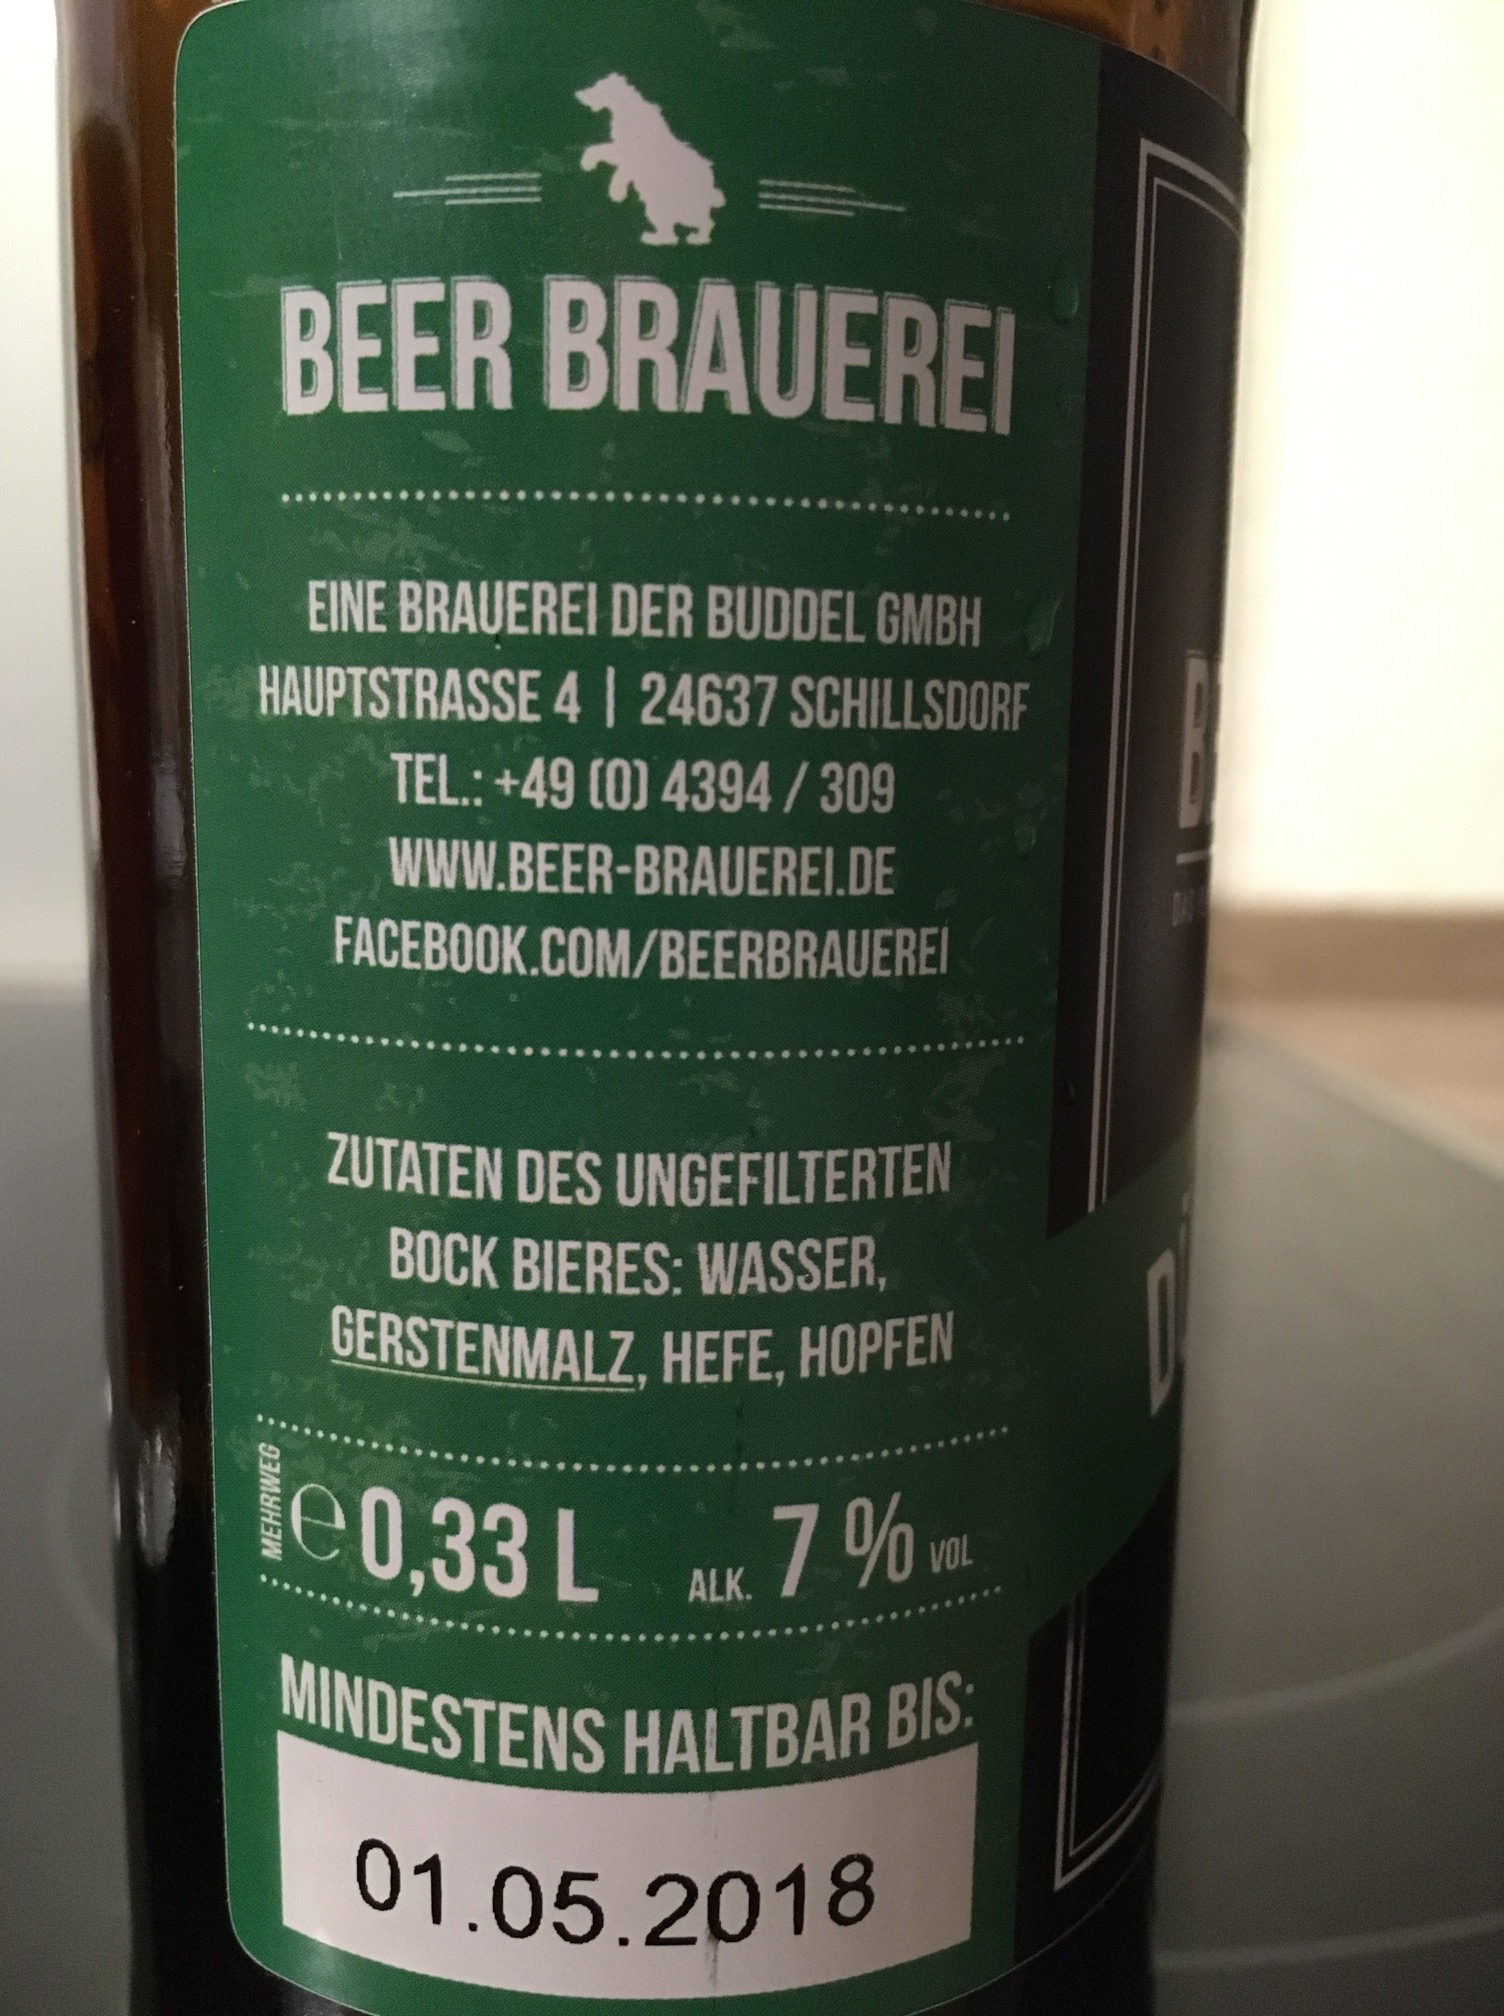 BEER BRAUEREI
EINE BRAUEREI DER BUDDEL GMBH
HAUPTSTRASSE 4 | 24637 SCHILLSDORF
TEL.: +49 (0) 4394 / 309
WWW.BEER-BRAUEREI.DE
FACEBOOK.COM/BEERBRAUEREI
ZUTATEN DES UNGEFILTERTEN
BOCK BIERES: WASSER,
GERSTENMALZ, HEFE, HOPFEN
MEHRWEG
℮ 0,33 L ALK. 7 % VOL
MINDESTENS HALTBAR BIS:
01.05.2018